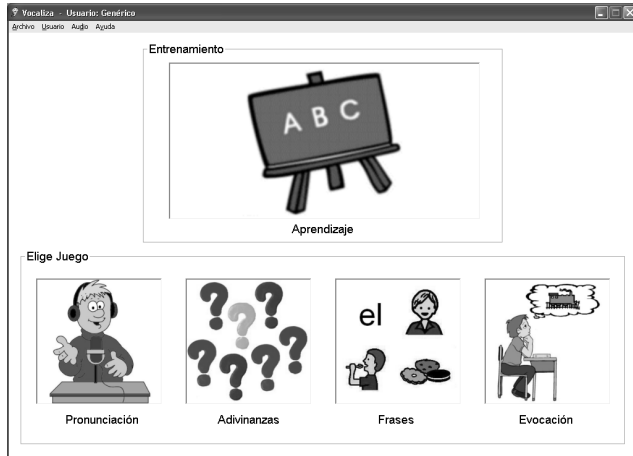 Vocaliza - Usuario: Genérico
Archivo Usuario Audio Ayuda
Entrenamiento
A B C
Aprendizaje
Elige Juego
el
Pronunciación Adivinanzas Frases Evocación